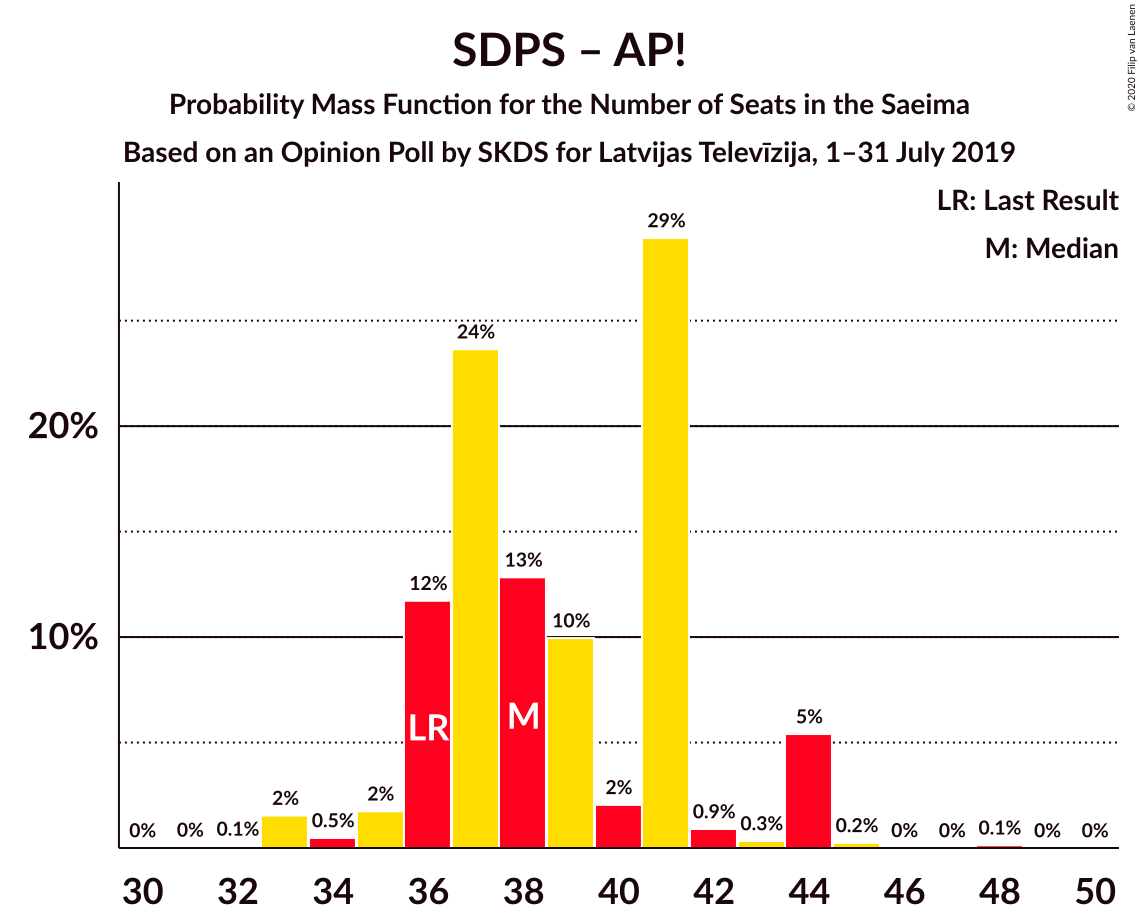 SDPS – AP!
Probability Mass Function for the Number of Seats in the Saeima
Based on an Opinion Poll by SKDS for Latvijas Televīzija, 1–31 July 2019
© 2020 Filip van Laenen
LR: Last Result
M: Median
20%
10%
0%
0%
0.1%
2%
0.5%
2%
12%
24%
13%
10%
2%
29%
0.9%
0.3%
5%
0.2%
0%
0%
0.1%
0%
0%
LR
M
30 32 34 36 38 40 42 44 46 48 50